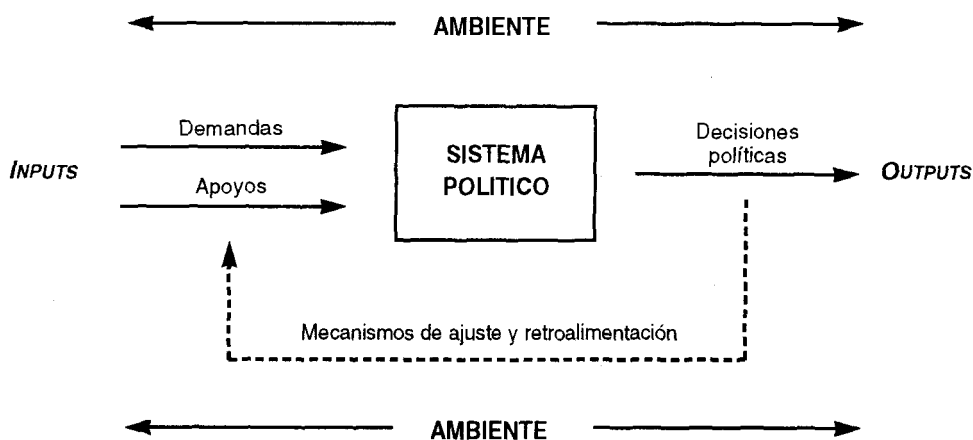 AMBIENTE
Demandas
INPUTS
Apoyos
SISTEMA
POLITICO
Decisiones
políticas
OUTPUTS
Mecanismos de ajuste y retroalimentación
AMBIENTE